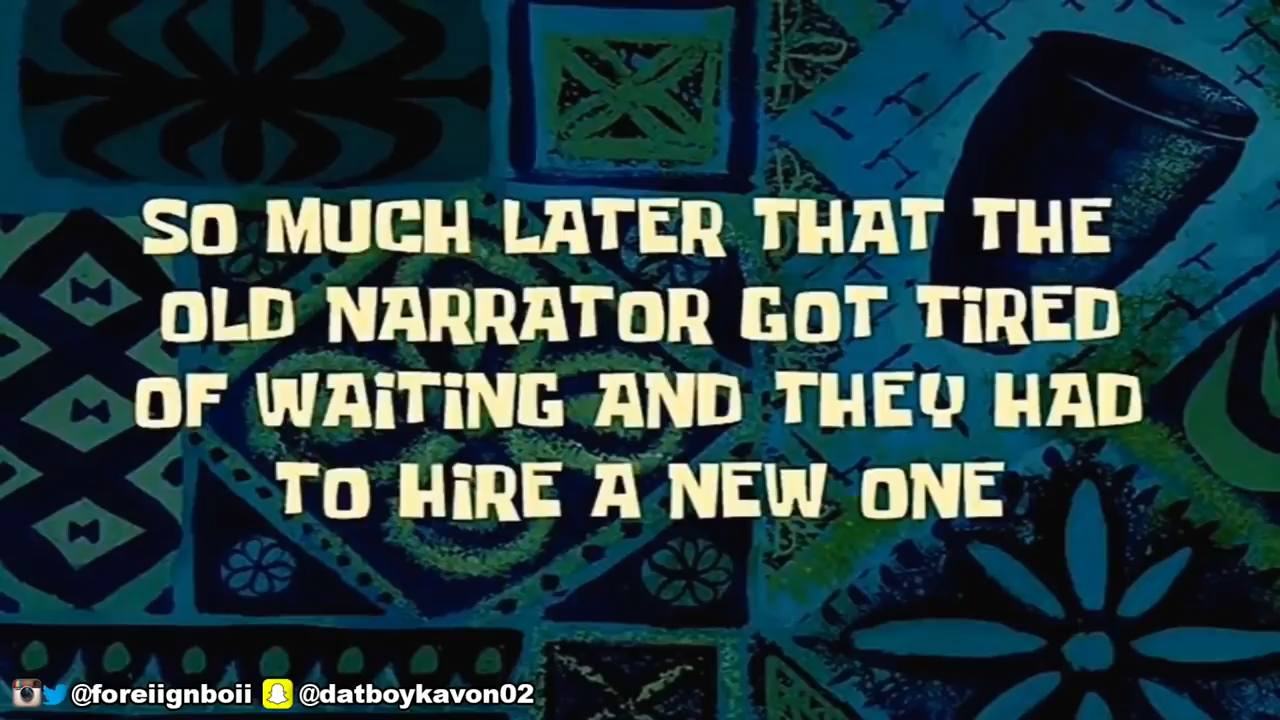 SO MUCH LATER THAT THE
OLD NARRATOR GOT TiRED
OF WAiTiNG AND THEY HAD
TO HiRE A NEW ONE
@foreiignboii @datboykavon02